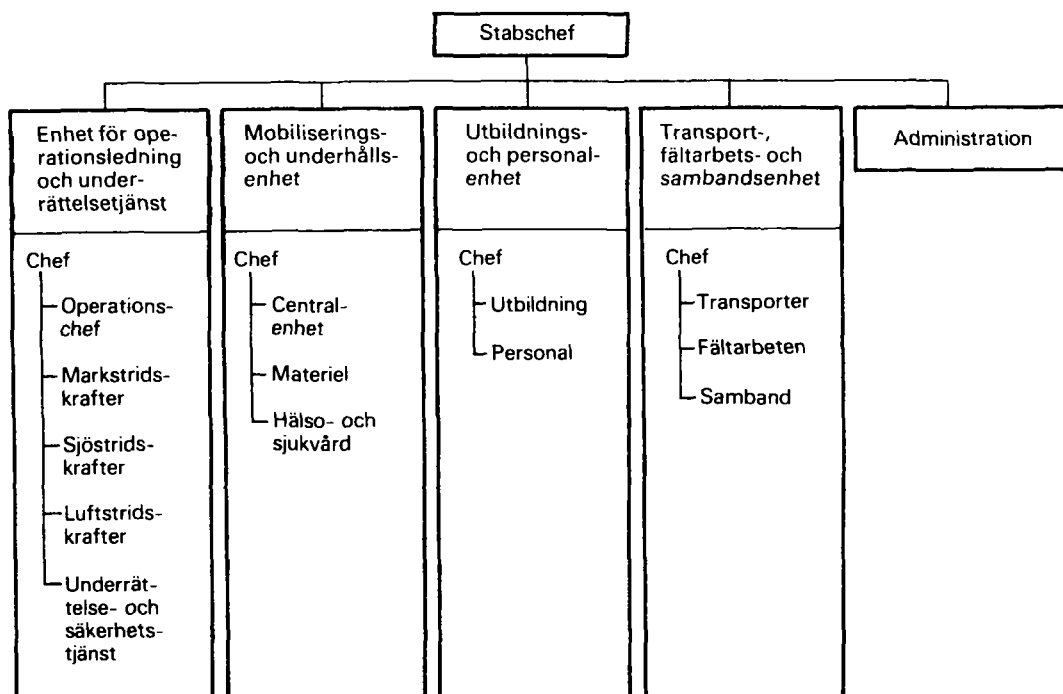 Stabschef
Enhet för ope-
rationsledning
och under-
rättelsetjänst
Mobiliserings-
och underhålls-
enhet
Utbildnings-
och personal-
enhet
Transport-,
fältarbets- och
sambandsenhet
Administration
Chef
Operations-
chef
Markstrids-
krafter
Sjöstrids-
krafter
Luftstrids-
krafter
Underrät-
telse- och
säkerhets-
tjänst
Chef
Central-
enhet
Materiel
Hälso- och
sjukvård
Chef
Utbildning
Personal
Chef
Transporter
Fältarbeten
Samband